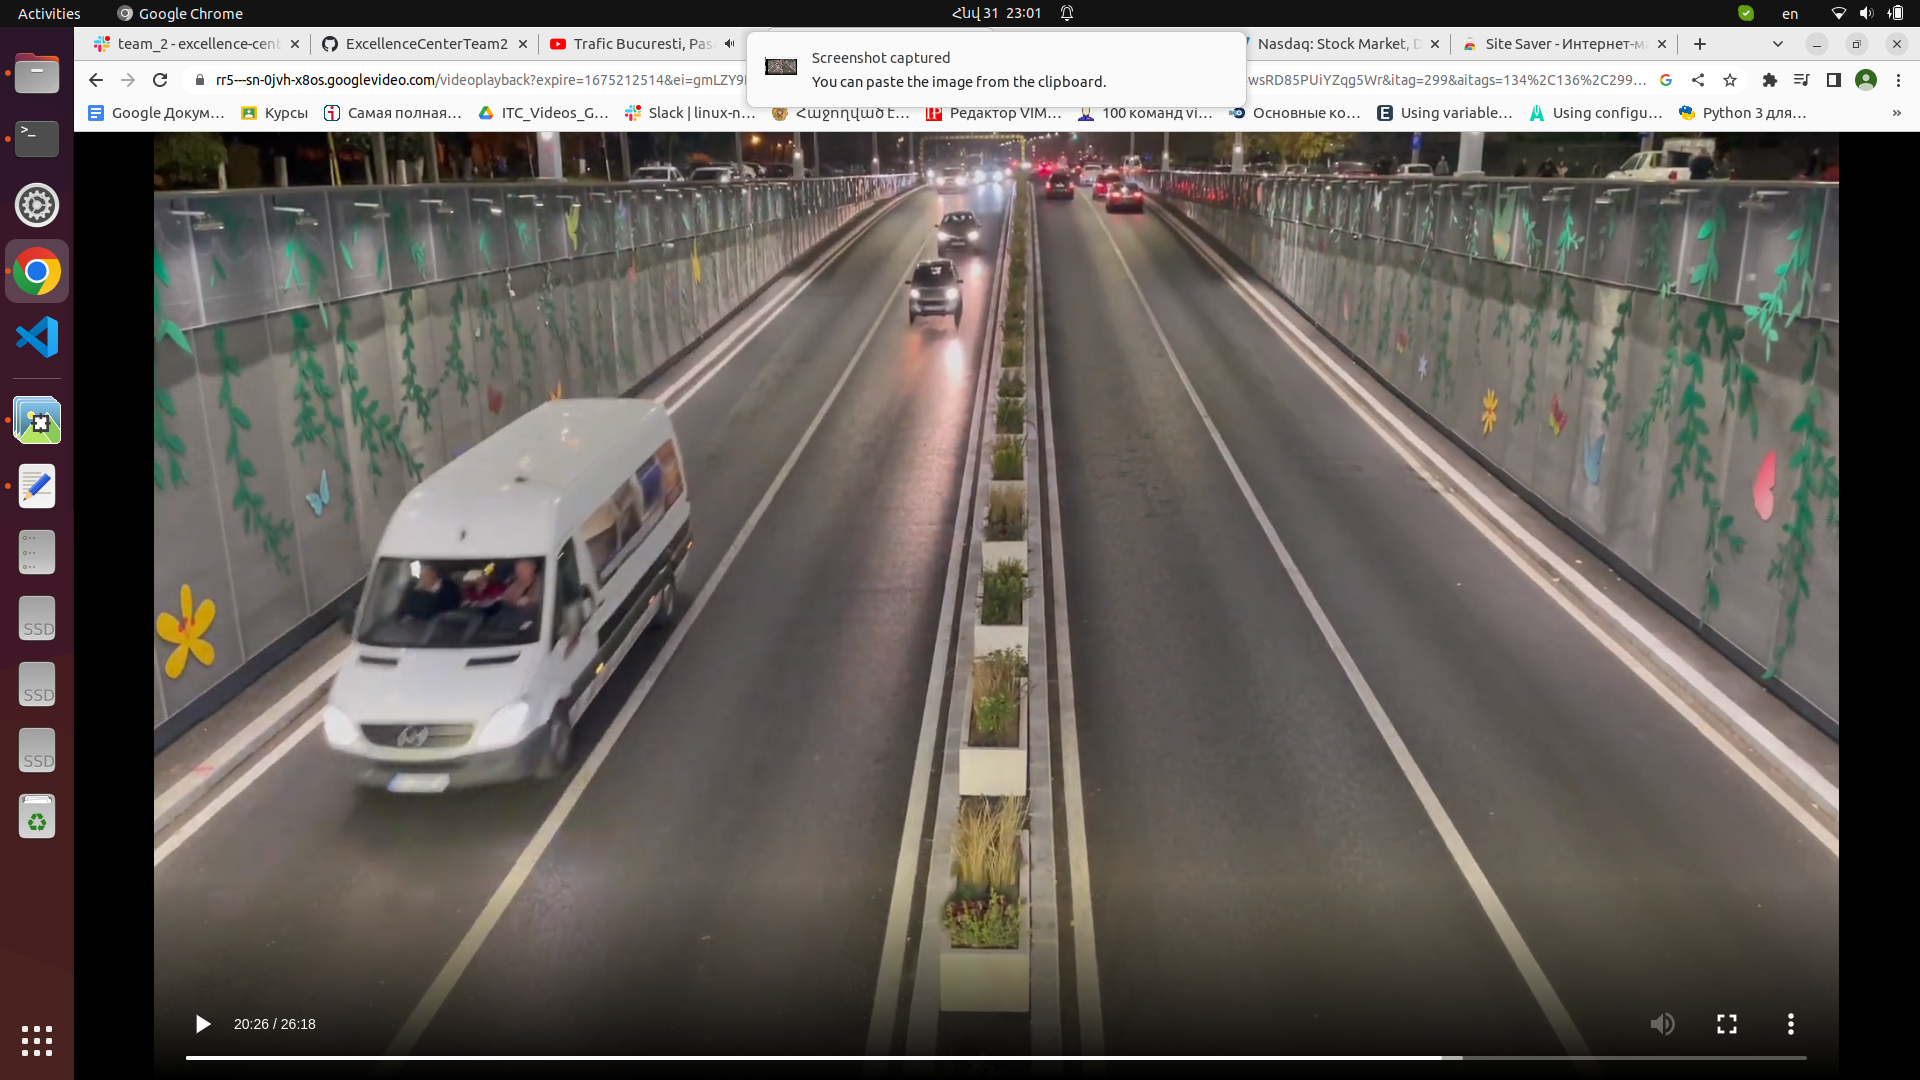 Activities
Google Chrome
Հնվ 31 23:01
en
team_2 - excellence-cent
ExcellenceCenterTeam2
Trafic Bucuresti, Pasa
Nasdaq: Stock Market, D
Site Saver - Интернет-ма
Screenshot captured
You can paste the image from the clipboard.
rr5---sn-0jvh-x8os.googlevideo.com/videoplayback?expire=1675212514&ei=gmLZY9
wsRD85PUiYZqg5Wr&itag=299&aitags=134%2C136%2C299...
Google Докум...
Курсы
Самая полная...
ITC_Videos_G...
Slack | linux-n...
Հաջողված է...
Редактор VIM...
100 команд vi...
Основные ко...
Using variable...
Using configu...
Python 3 для...
»
SSD
SSD
SSD
20:26 / 26:18